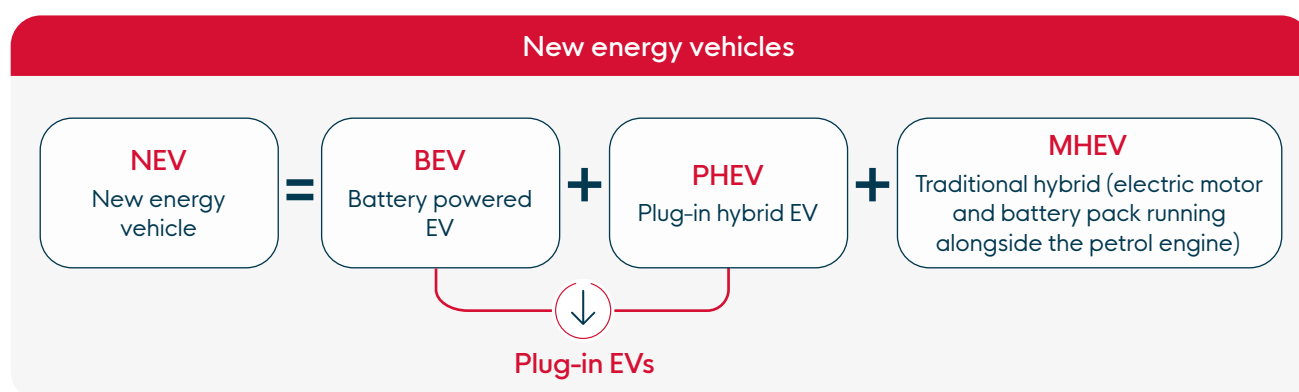 New energy vehicles
NEV
New energy
vehicle
=
BEV
Battery powered
EV
+
PHEV
Plug-in hybrid EV
+
MHEV
Traditional hybrid (electric motor
and battery pack running
alongside the petrol engine)
Plug-in EVs